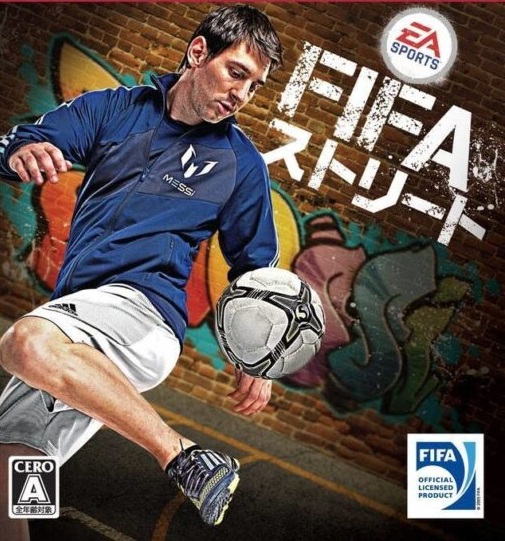 EA
SPORTS
FIFA
ストリート
MESSI
CERO
A
全年齢対象
FIFA
OFFICIAL
LICENSED
PRODUCT